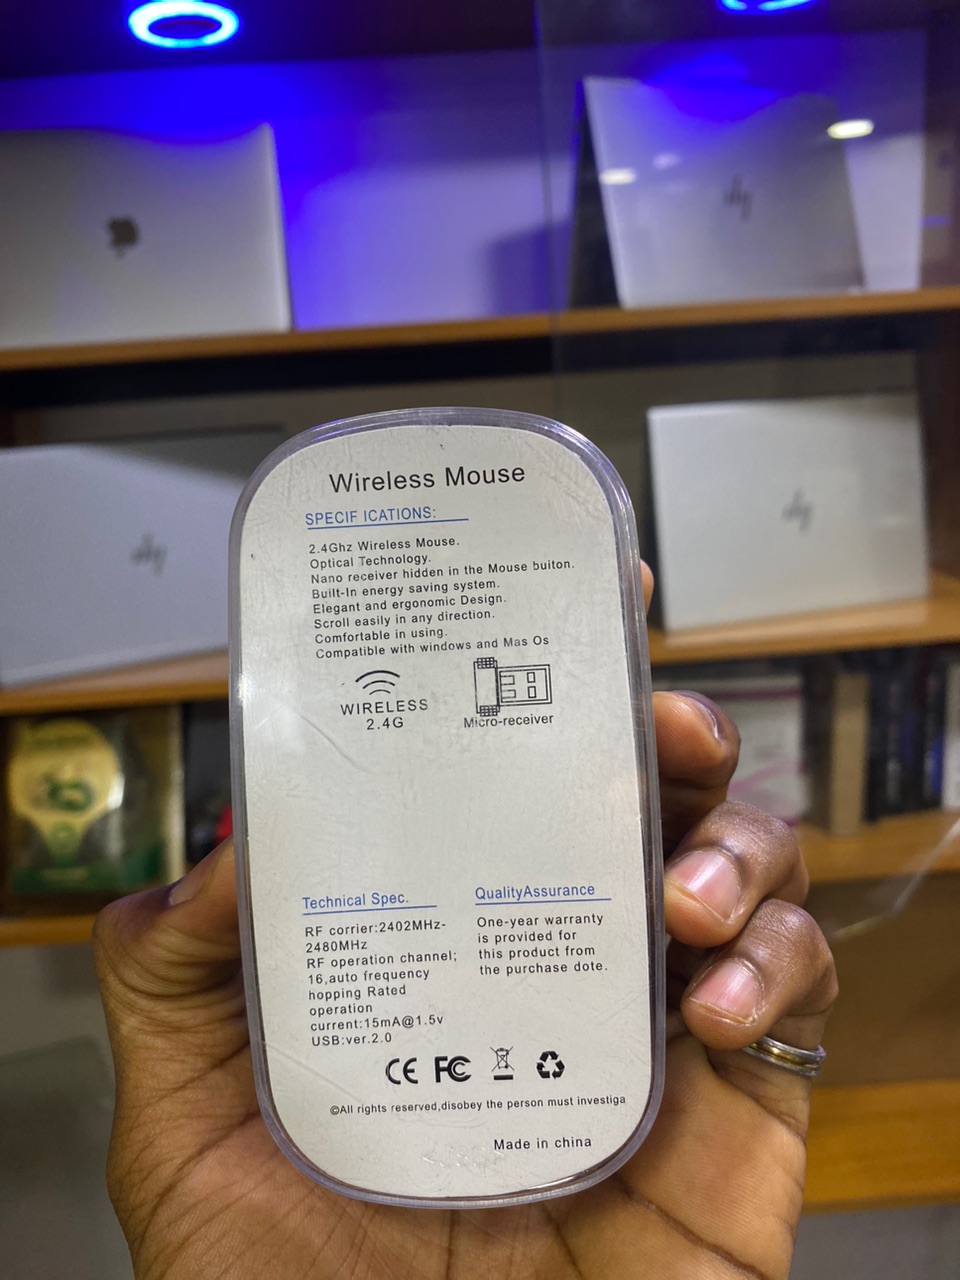 Wireless Mouse
SPECIF ICATIONS:
2.4Ghz Wireless Mouse.
Optical Technology.
Nano receiver hidden in the Mouse buiton.
Built-In energy saving system.
Elegant and ergonomic Design.
Scroll easily in any direction.
Comfortable in using.
Compatible with windows and Mas Os
WIRELESS
2.4G
Micro-receiver
Technical Spec.
RF corrier:2402MHz-
2480MHz
RF operation channel;
16,auto frequency
hopping Rated
operation
current:15mA@1.5v
USB:ver.2.0
QualityAssurance
One-year warranty
is provided for
this product from
the purchase dote.
CE FC
©All rights reserved,disobey the person must investiga
Made in china
hp
hp
hp